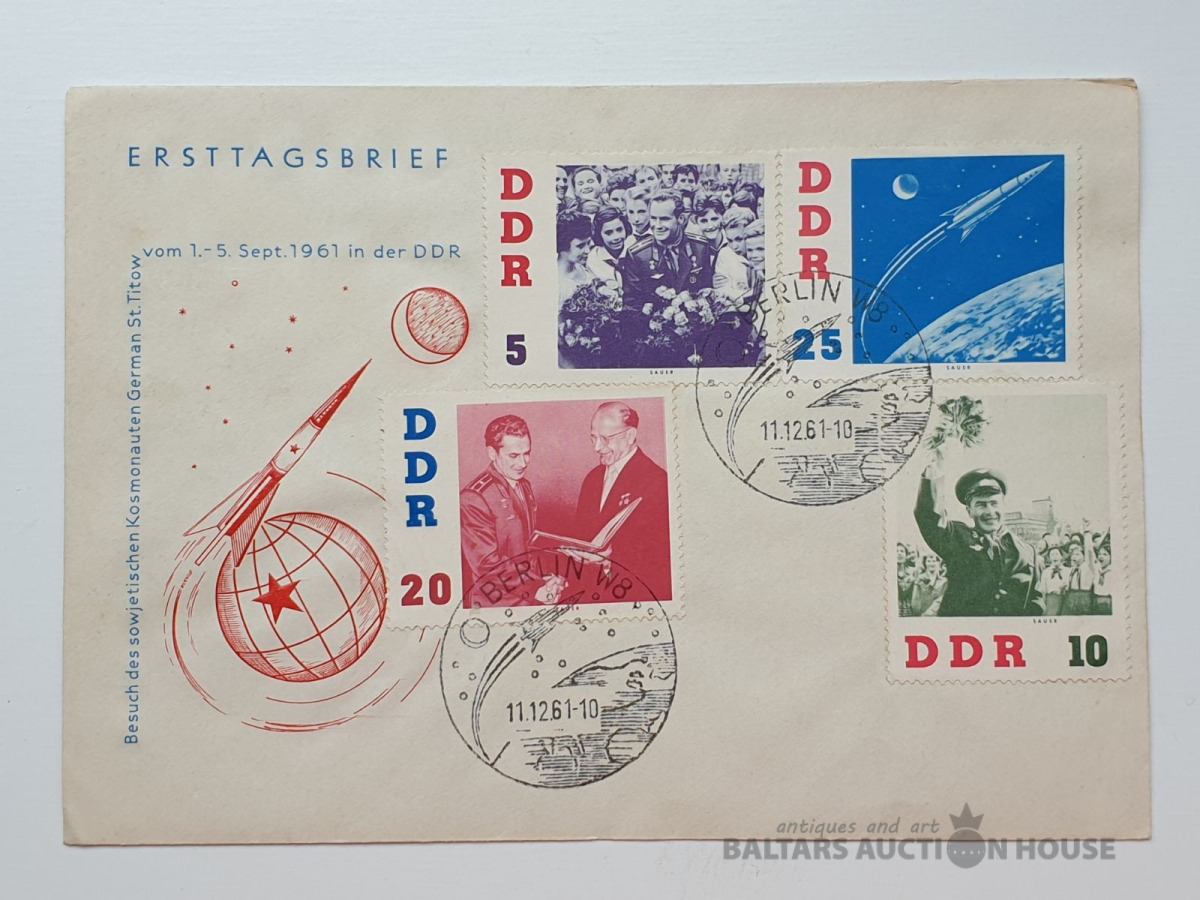 ERSTTAGSBRIEF
Besuch des sowjetischen Kosmonauten German St. Titow
vom 1.-5. Sept. 1961 in der DDR
DDR
5
SAUER
DDR
25
SAUER
BERLIN W8
11.12.61-10
DDR
20
SAUER
BERLIN W8
11.12.61-10
SAUER
DDR 10
antiques and art
BALTARS AUCTION HOUSE